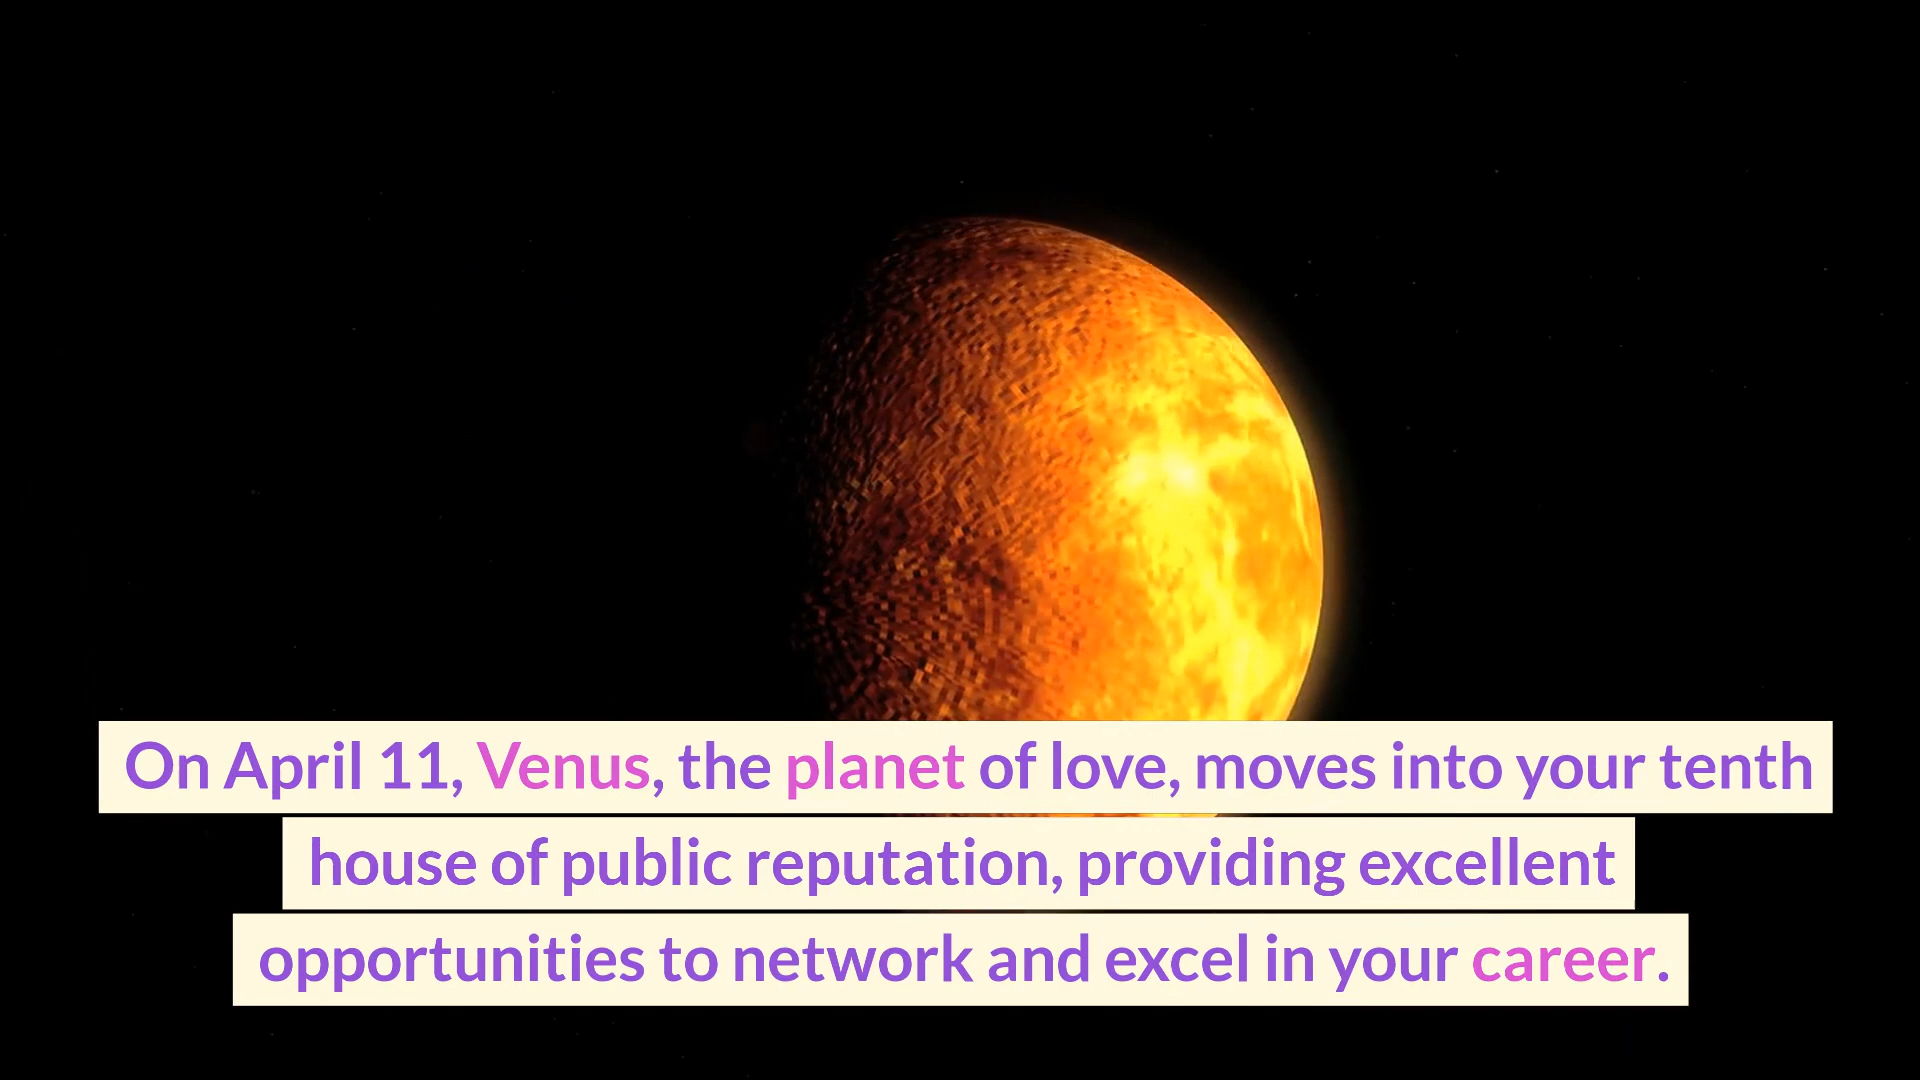 On April 11, Venus, the planet of love, moves into your tenth
house of public reputation, providing excellent
opportunities to network and excel in your career.